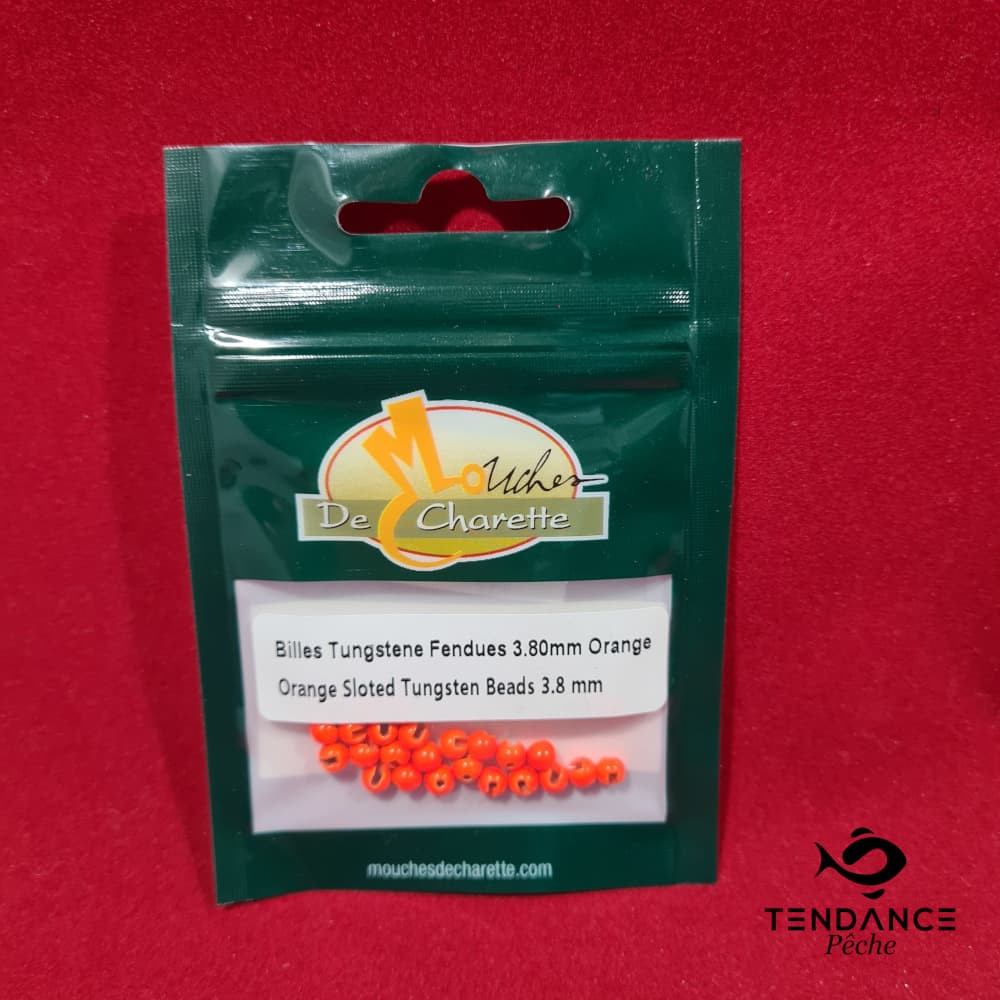 Mouches
De Charette
Billes Tungstene Fendues 3.80mm Orange
Orange Sloted Tungsten Beads 3.8 mm
mouchesdecharette.com
TENDANCE
Pêche